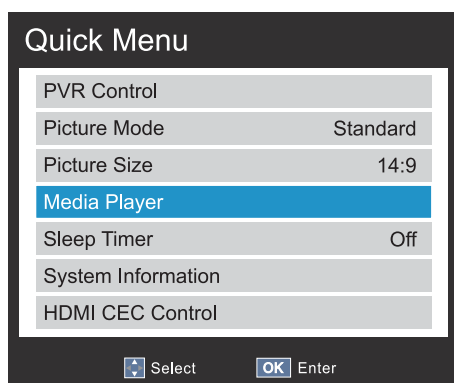 Quick Menu
PVR Control
Picture Mode Standard
Picture Size 14:9
Media Player
Sleep Timer Off
System Information
HDMI CEC Control
Select OK Enter